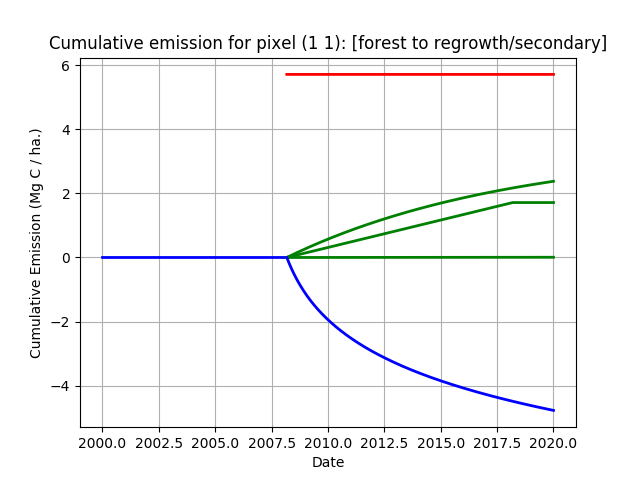 Cumulative emission for pixel (1 1): [forest to regrowth/secondary]
6
4
2
0
−2
−4
Cumulative Emission (Mg C / ha.)
2000.0 2002.5 2005.0 2007.5 2010.0 2012.5 2015.0 2017.5 2020.0
Date